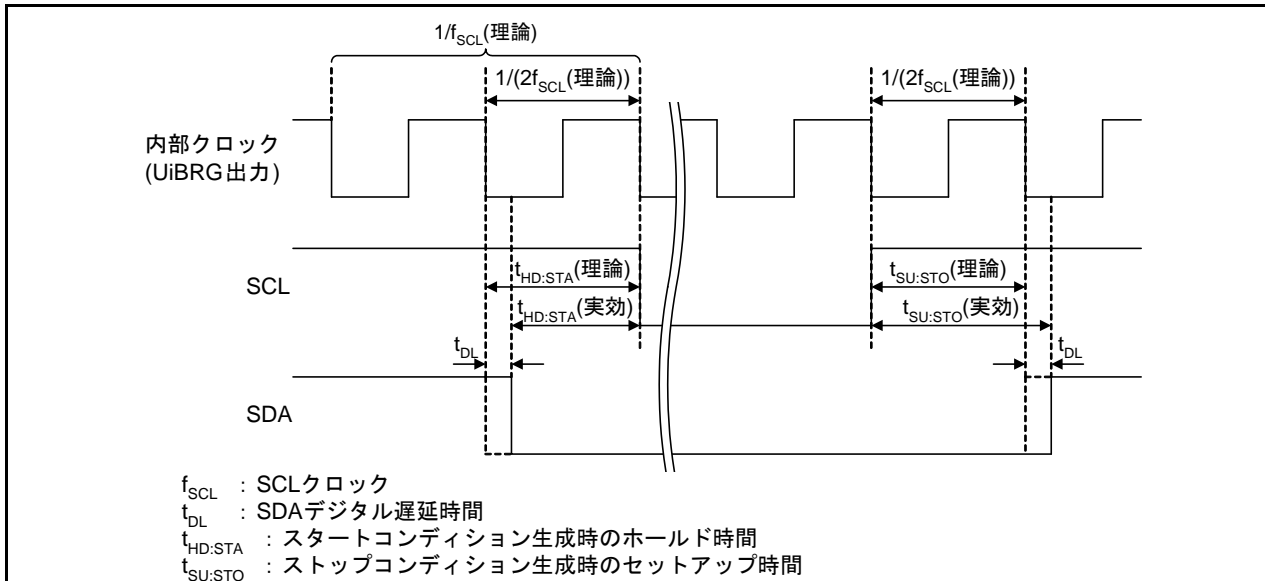 1/fSCL(理論)
1/(2fSCL(理論)) 1/(2fSCL(理論))
内部クロック
(UiBRG出力)
SCL
tHD:STA(理論) tSU:STO(理論)
tHD:STA(実効) tSU:STO(実効)
tDL tDL
SDA
fSCL : SCLクロック
tDL : SDAデジタル遅延時間
tHD:STA : スタートコンディション生成時のホールド時間
tSU:STO : ストップコンディション生成時のセットアップ時間